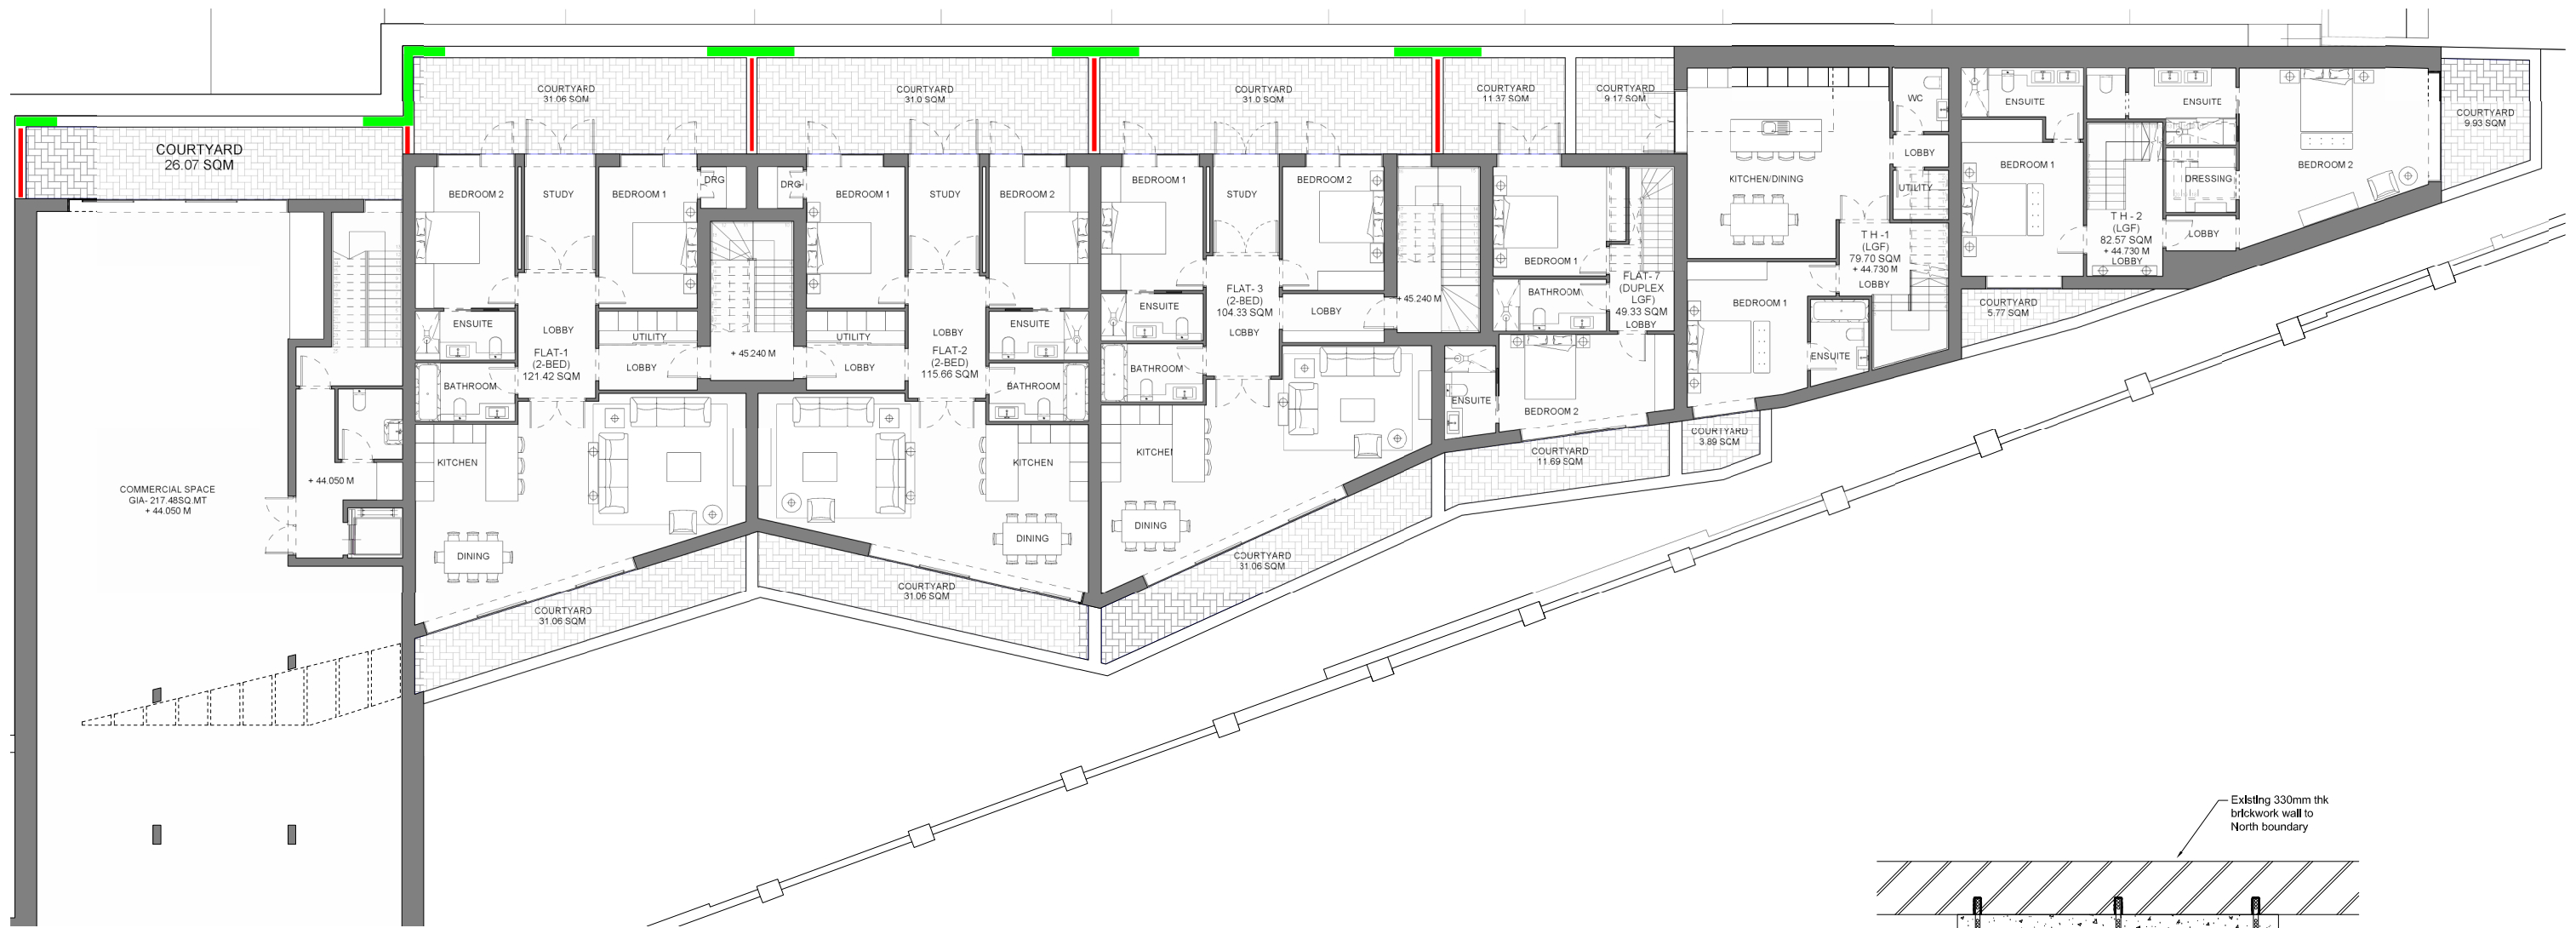 COURTYARD
26.07 SQM
COURTYARD
31.06 SQM
COURTYARD
31.0 SQM
COURTYARD
31.0 SQM
COURTYARD
11.37 SQM
COURTYARD
9.17 SQM
WC
ENSUITE
ENSUITE
COURTYARD
9.93 SQM
BEDROOM 2
STUDY
BEDROOM 1
DRG
DRG
BEDROOM 1
STUDY
BEDROOM 2
BEDROOM 1
STUDY
BEDROOM 2
BEDROOM 1
KITCHEN/DINING
LOBBY
UTILITY
BEDROOM 1
DRESSING
BEDROOM 2
T H -1
(LGF)
79.70 SQM
+ 44.730 M
LOBBY
T H - 2
(LGF)
82.57 SQM
+ 44.730 M
LOBBY
LOBBY
FLAT-7
(DUPLEX
LGF)
49.33 SQM
LOBBY
BATHROOM
+45.240 M
FLAT- 3
(2-BED)
104.33 SQM
LOBBY
LOBBY
ENSUITE
BATHROOM
ENSUITE
LOBBY
FLAT-1
(2-BED)
121.42 SQM
UTILITY
LOBBY
BATHROOM
+ 45.240 M
UTILITY
LOBBY
LOBBY
FLAT-2
(2-BED)
115.66 SQM
ENSUITE
BATHROOM
BEDROOM 1
ENSUITE
COURTYARD
5.77 SQM
ENSUITE
BEDROOM 2
COURTYARD
11.69 SQM
COURTYARD
3.89 SQM
KITCHEN
KITCHEN
KITCHEN
DINING
DINING
DINING
COMMERCIAL SPACE
GIA- 217.48SQ.MT
+ 44.050 M
+ 44.050 M
COURTYARD
31.06 SQM
COURTYARD
31.06 SQM
COURTYARD
31.06 SQM
Existing 330mm thk
brickwork wall to
North boundary